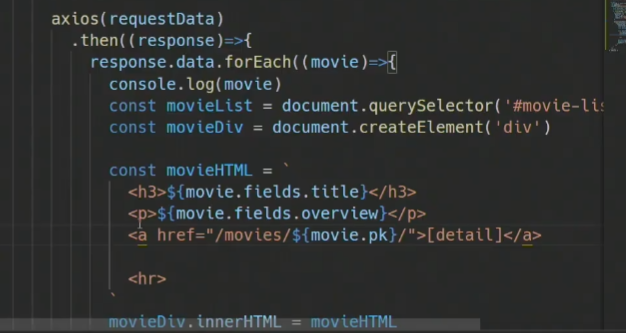 axios(requestData)
.then((response)=>{
response.data.forEach((movie)=>{
console.log(movie)
const movieList = document.querySelector('#movie-lis
const movieDiv = document.createElement('div')
const movieHTML = `
<h3>${movie.fields.title}</h3>
<p>${movie.fields.overview}</p>
<a href="/movies/${movie.pk}/">[detail]</a>
<hr>
`
movieDiv.innerHTML = movieHTML